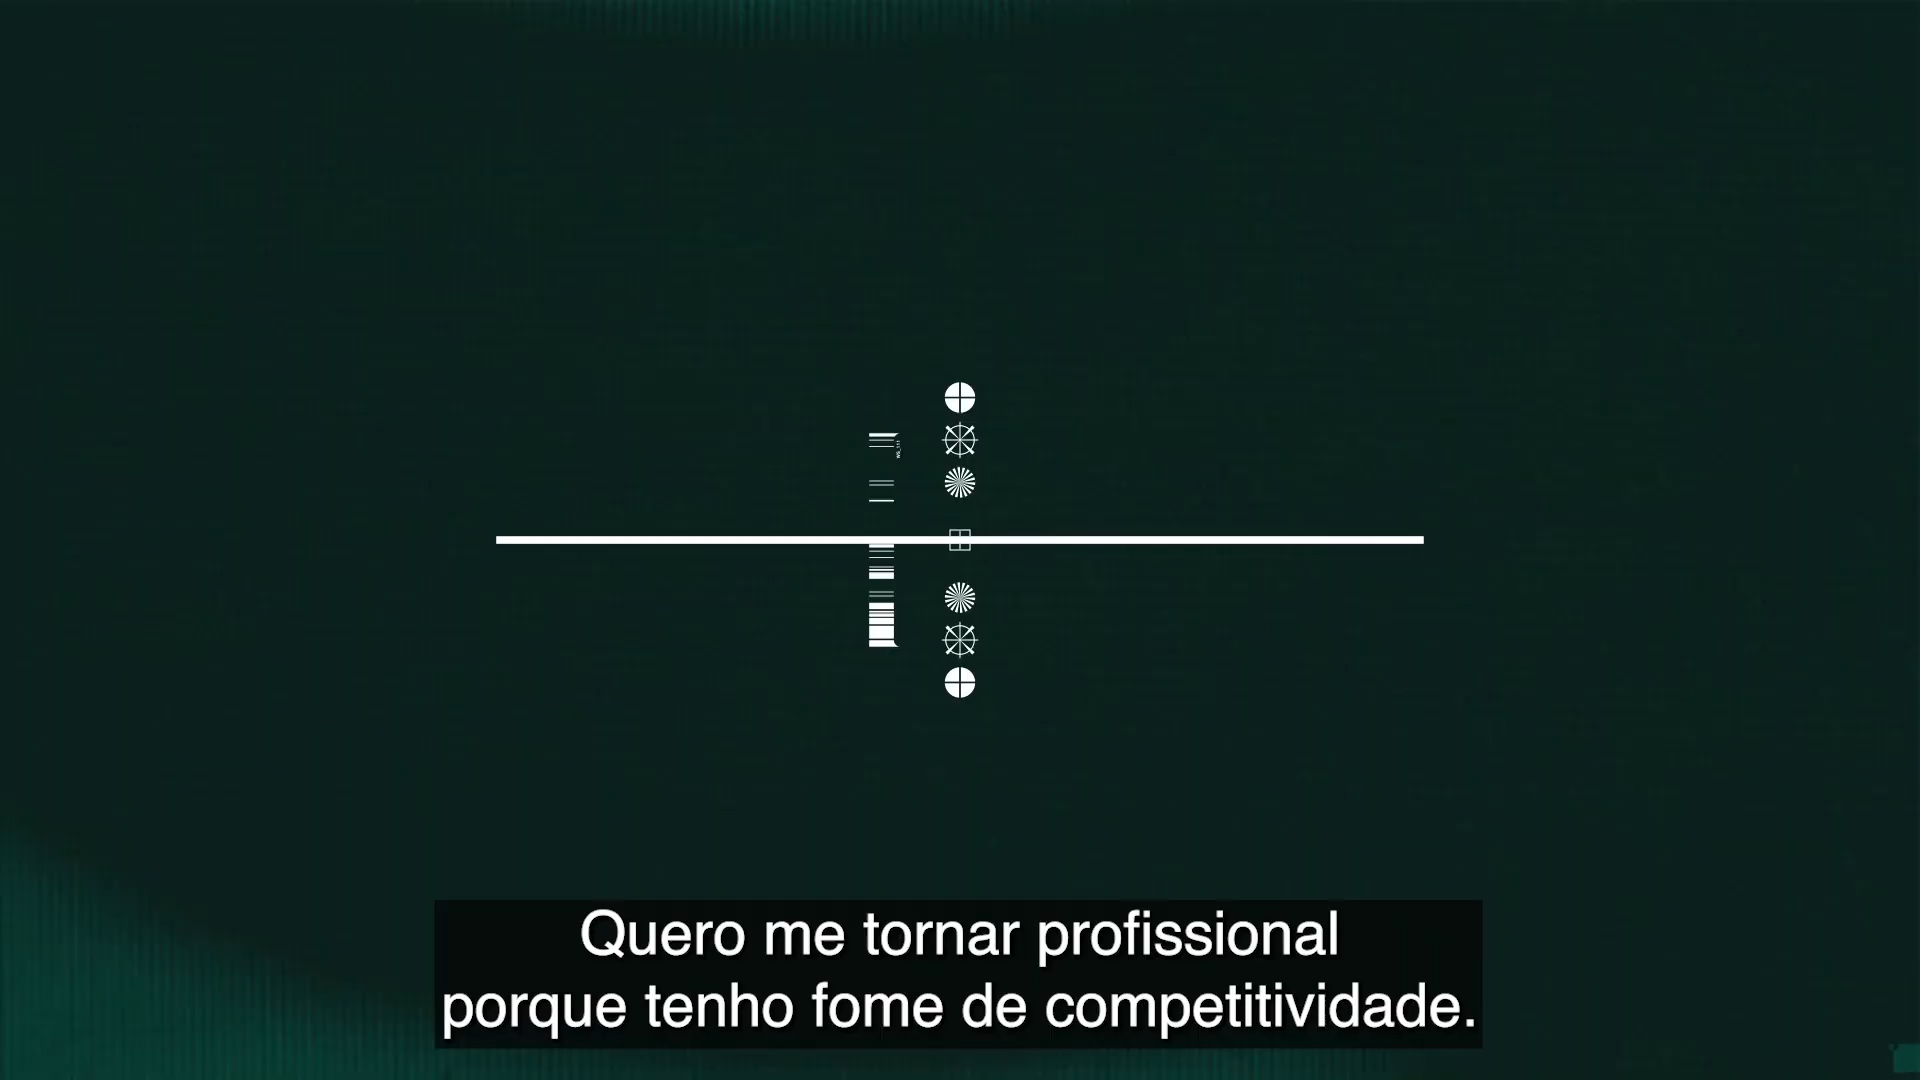 Quero me tornar profissional
porque tenho fome de competitividade.